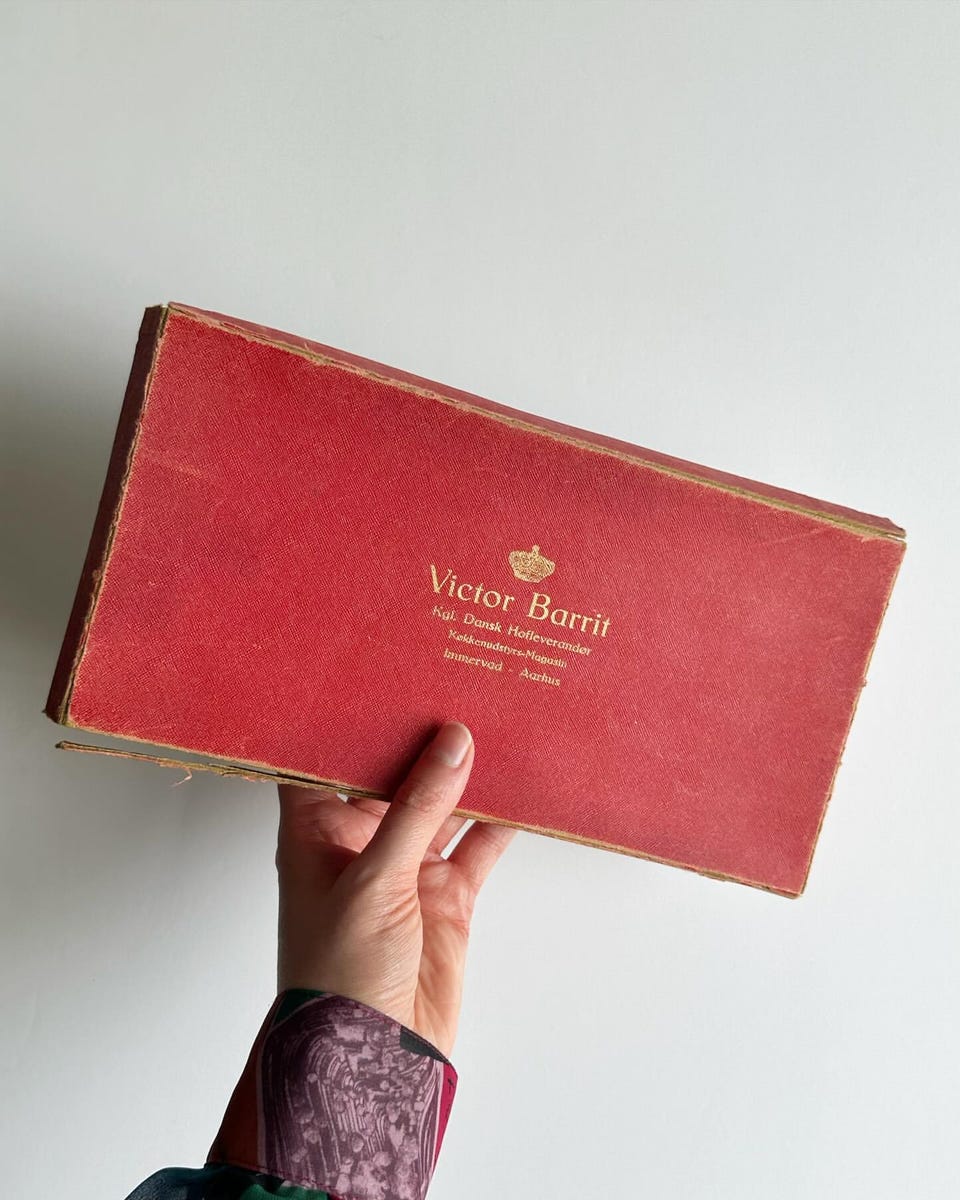 Victor Barrit
Kgl. Dansk Hofleverandør
Køkkenudstyrs-Magasin
Immervad · Aarhus